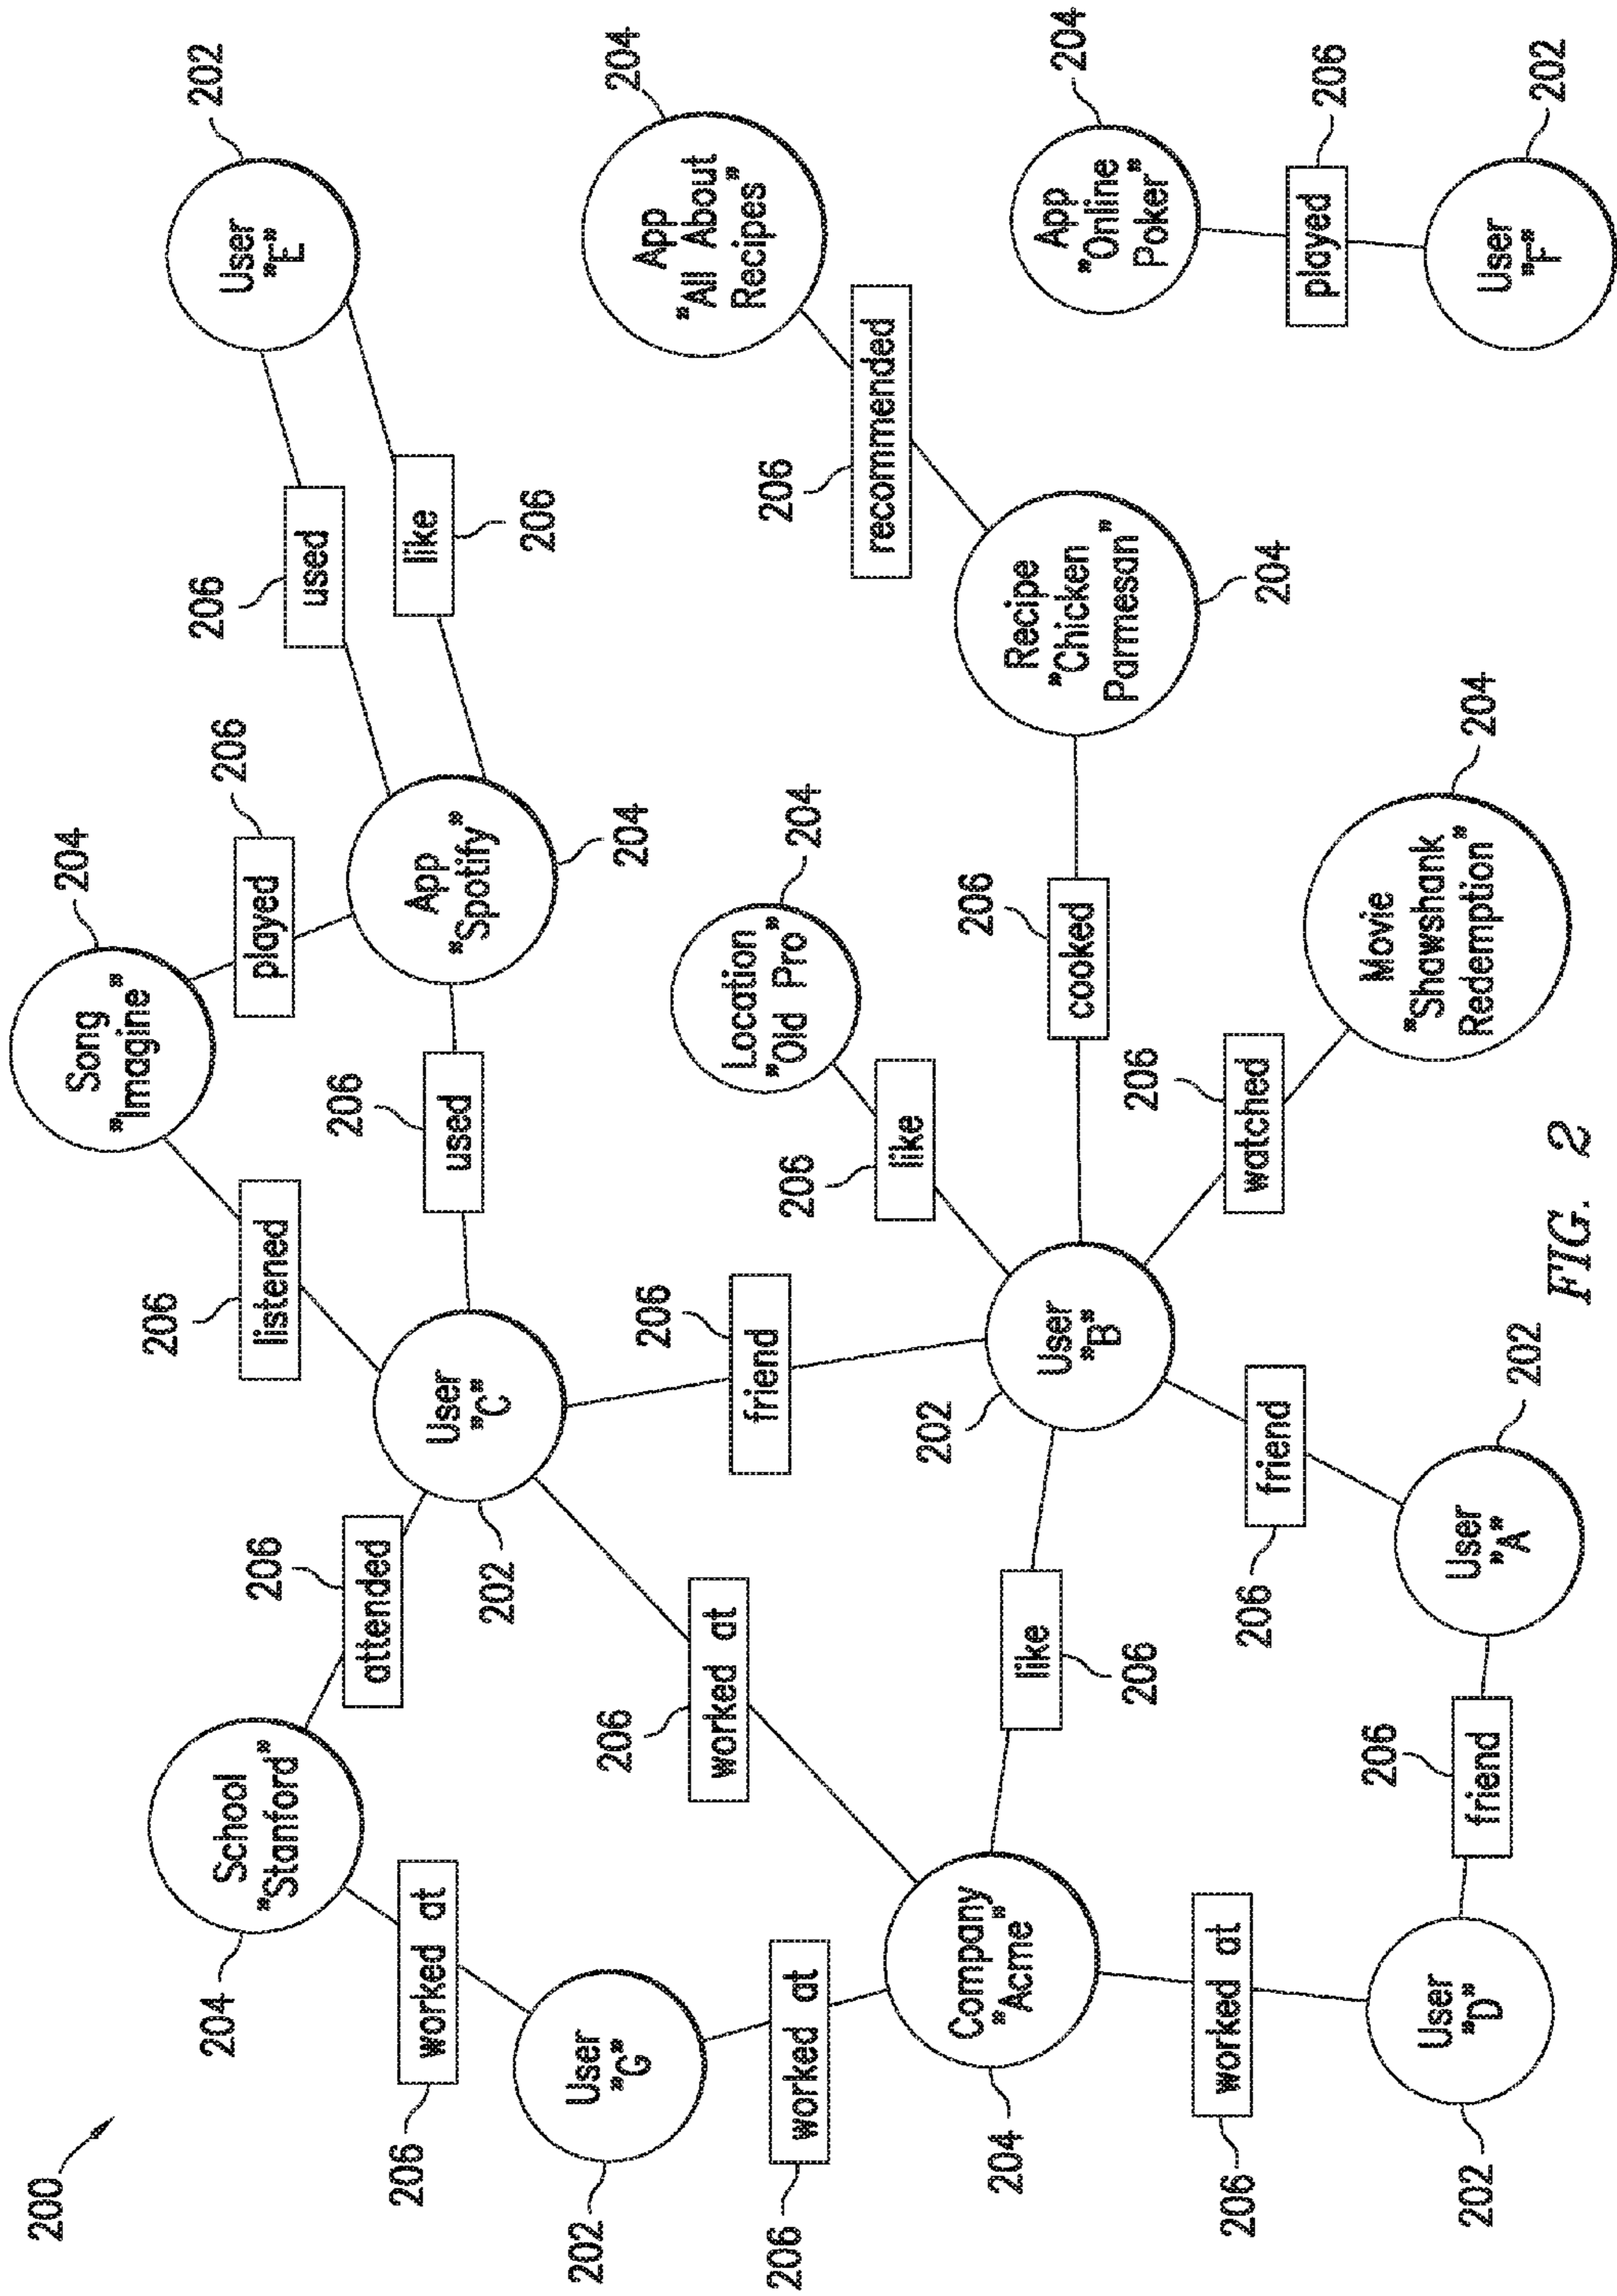 200
204
School
"Stanford"
206
attended
206
listened
Song
"Imagine"
204
played
206
206
used
User
"E"
202
like
206
206
worked at
User
"G"
202
User
"C"
202
206
used
App
"Spotify"
204
206
worked at
206
worked at
206
friend
Location
"Old Pro"
204
206
like
App
"All About
Recipes"
204
206
recommended
Company
"Acme"
204
like
206
202
User
"B"
206
cooked
Recipe
"Chicken
Parmesan"
204
206
worked at
206
friend
206
watched
App
"Online
Poker"
204
played
206
User
"D"
202
206
friend
User
"A"
202
Movie
"Shawshank
Redemption"
204
User
"F"
202
FIG. 2